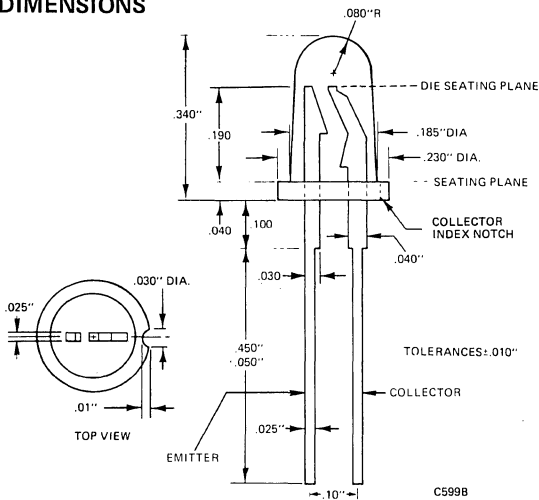 DIMENSIONS
.080"R
DIE SEATING PLANE
.340"
.190
.185"DIA
.230" DIA.
SEATING PLANE
.040
.100
COLLECTOR
INDEX NOTCH
.040"
.030
.030" DIA.
.025"
.450"
.050"
TOLERANCES±.010"
.01"
COLLECTOR
TOP VIEW
.025"
EMITTER
.10"
C599B